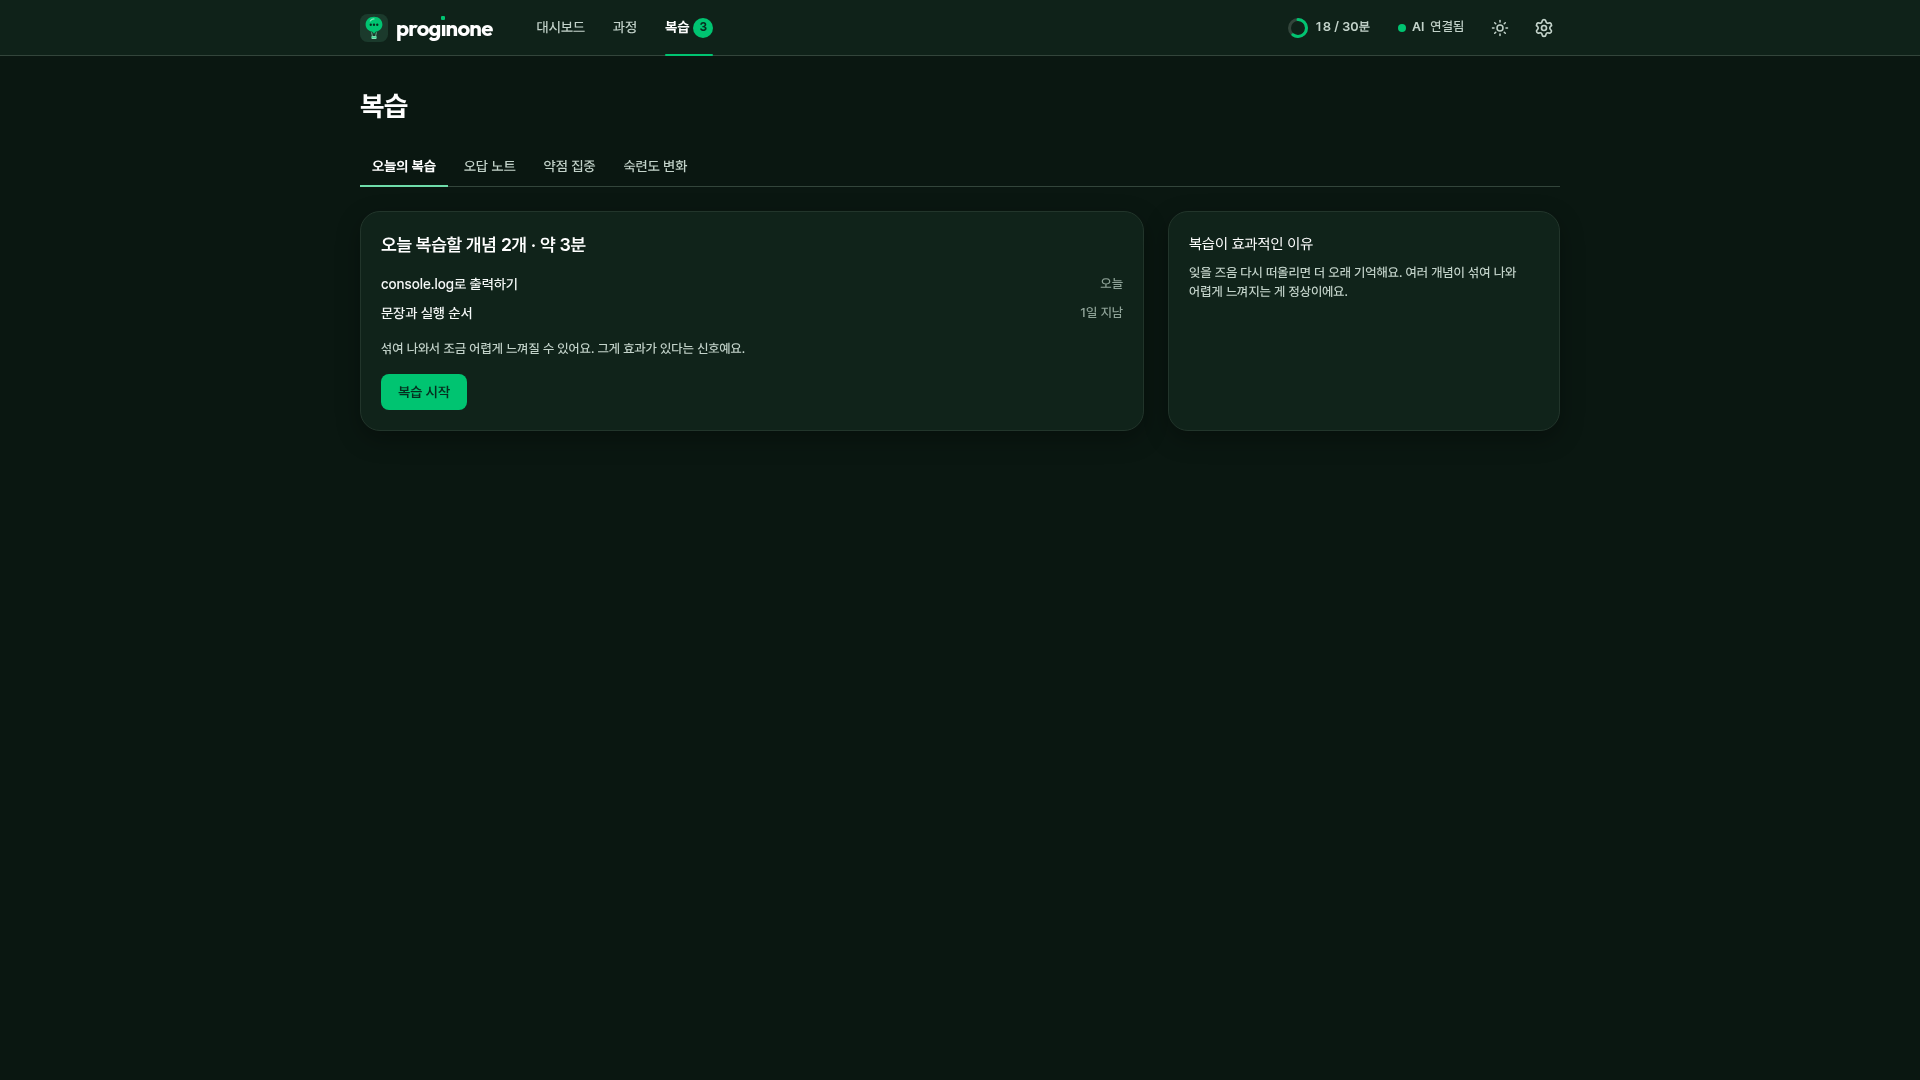 proginone
대시보드
과정
복습 3
18 / 30분
AI 연결됨
복습
오늘의 복습
오답 노트
약점 집중
숙련도 변화
오늘 복습할 개념 2개 · 약 3분
console.log로 출력하기
오늘
문장과 실행 순서
1일 지남
섞여 나와서 조금 어렵게 느껴질 수 있어요. 그게 효과가 있다는 신호예요.
복습 시작
복습이 효과적인 이유
잊을 즈음 다시 떠올리면 더 오래 기억해요. 여러 개념이 섞여 나와
어렵게 느껴지는 게 정상이에요.